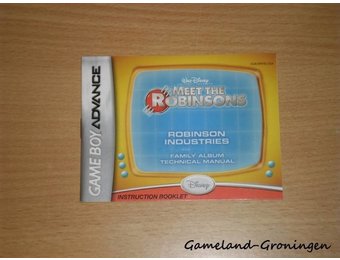 GAME BOY ADVANCE
WALT DISNEY
MEET THE
ROBINSONS
ROBINSON
INDUSTRIES
FAMILY ALBUM
TECHNICAL MANUAL
Disney
INSTRUCTION BOOKLET
Gameland-Groningen